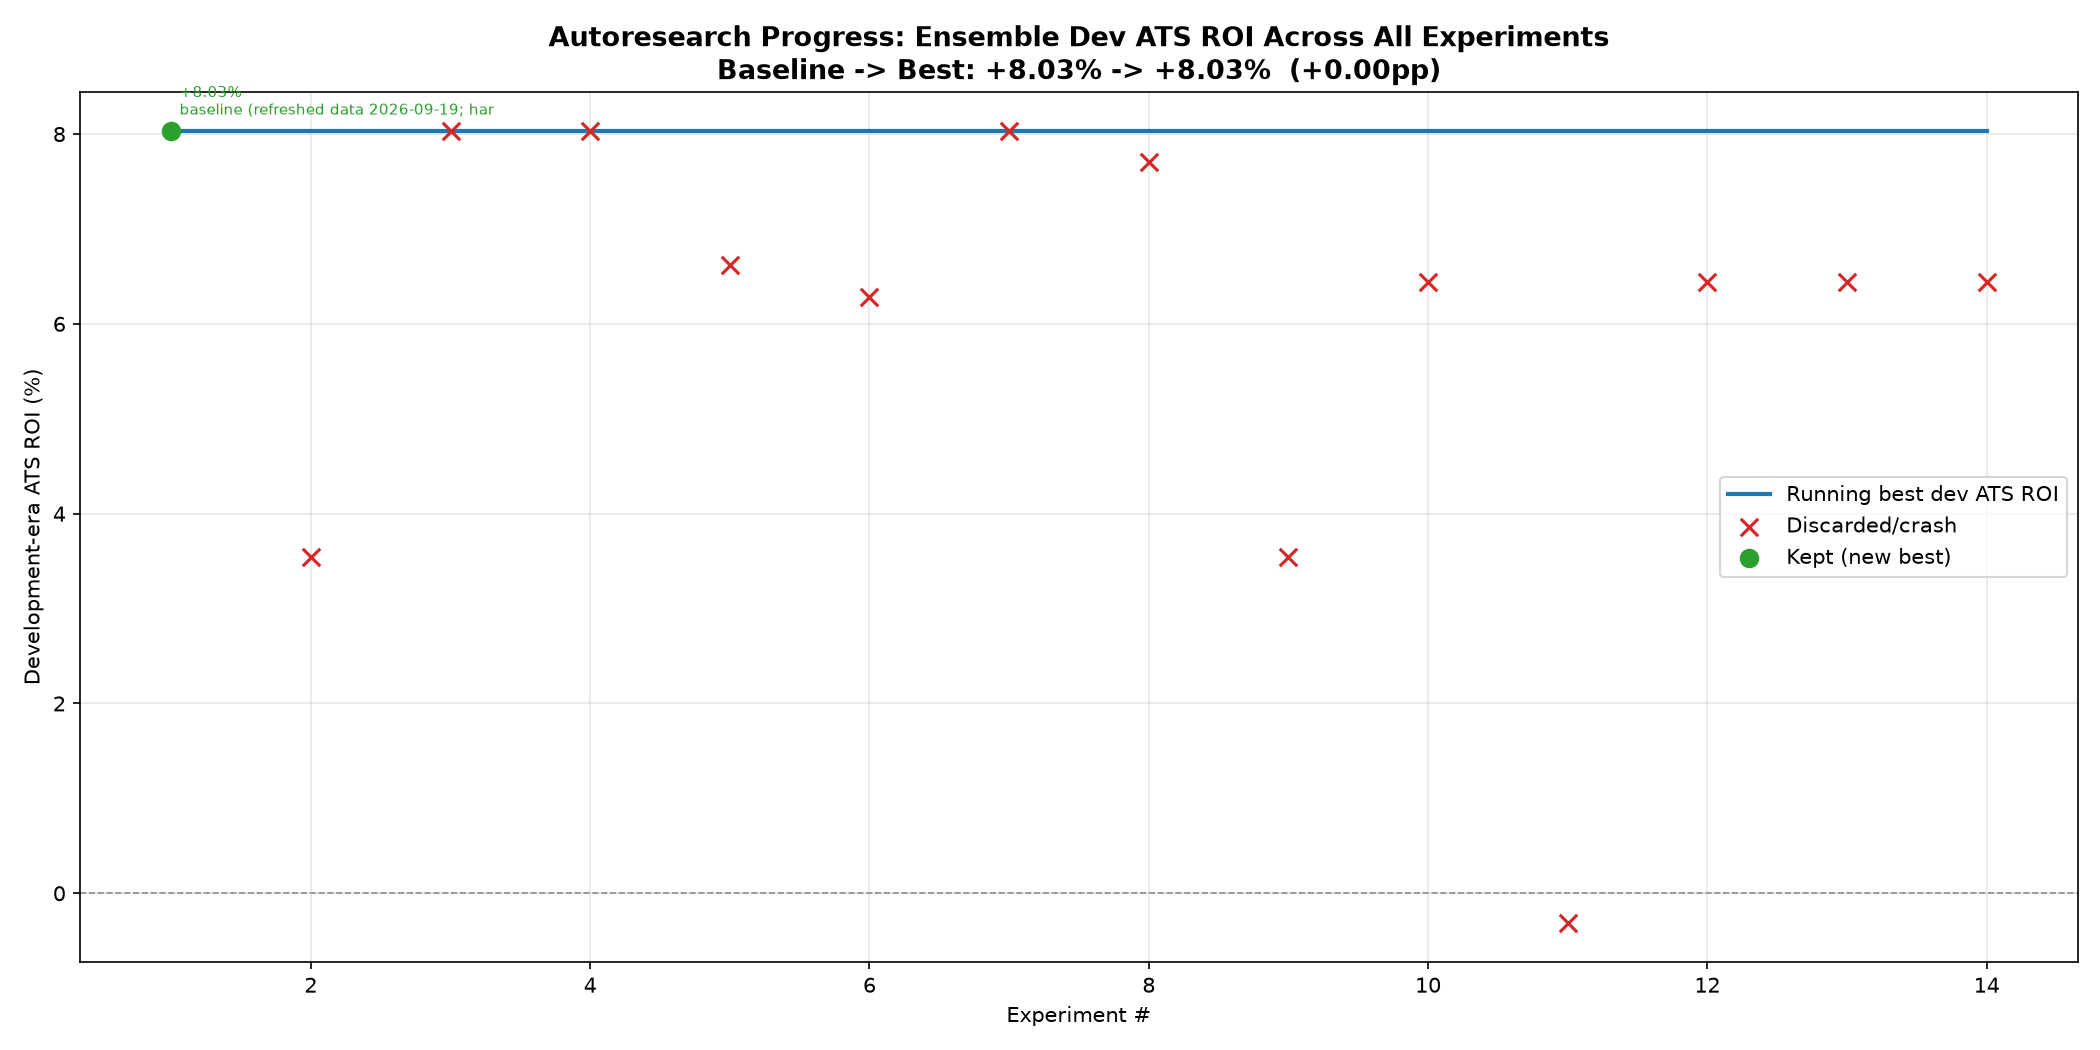 Autoresearch Progress: Ensemble Dev ATS ROI Across All Experiments
Baseline -> Best: +8.03% -> +8.03%  (+0.00pp)
+8.03%
baseline (refreshed data 2026-09-19; har
Development-era ATS ROI (%)
8
6
4
2
0
Running best dev ATS ROI
Discarded/crash
Kept (new best)
2 4 6 8 10 12 14
Experiment #